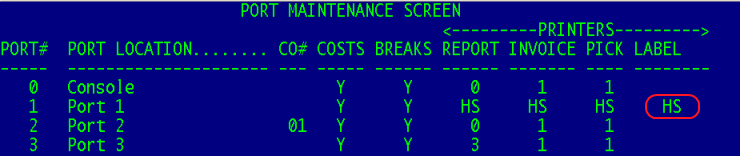 PORT MAINTENANCE SCREEN
<---------PRINTERS--------->
PORT# PORT LOCATION........ CO# COSTS BREAKS REPORT INVOICE PICK LABEL
----- --------------------- --- ----- ------ ------ ------- ---- --------
0 Console Y Y 0 1 1
1 Port 1 Y Y HS HS HS HS
2 Port 2 01 Y Y 0 1 1
3 Port 3 Y Y 3 1 1